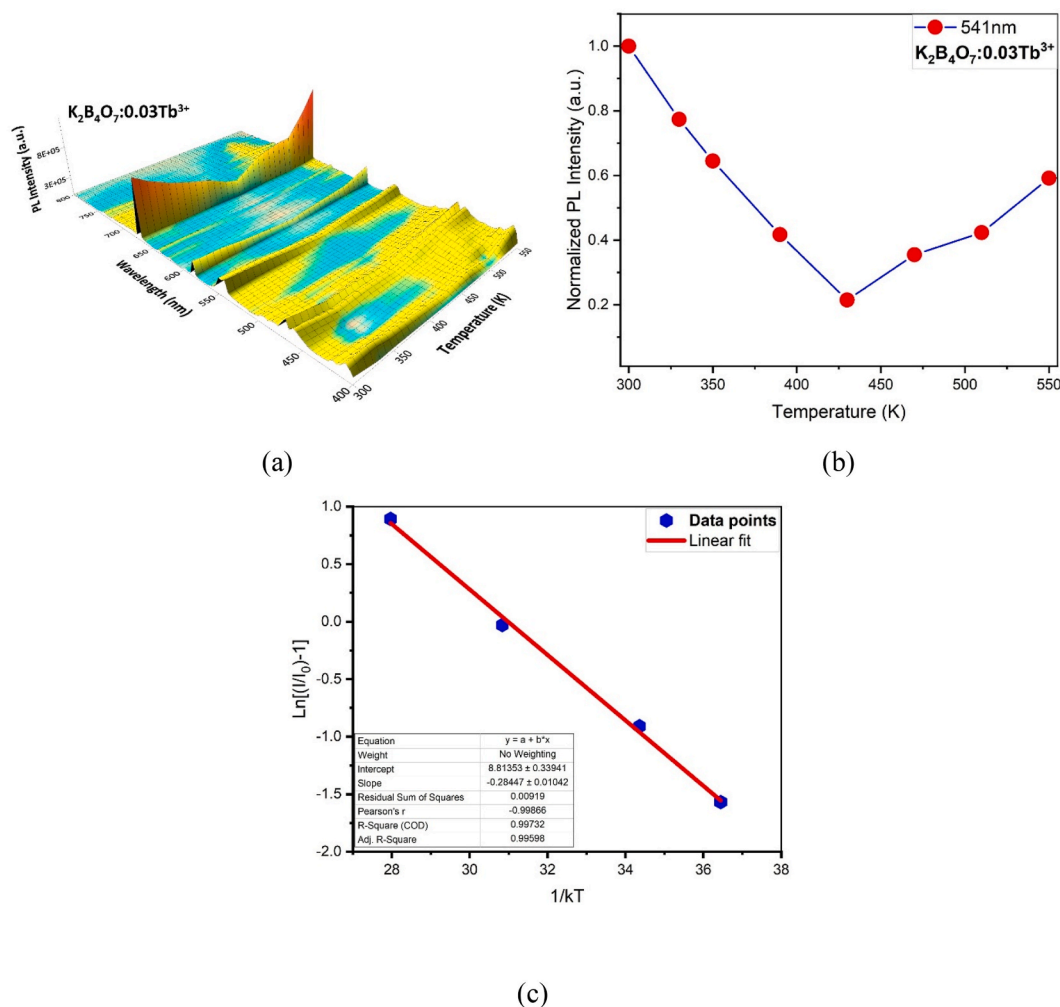 K₂B₄O₇:0.03Tb³⁺
PL Intensity (a.u.)
8E+05
3E+05
800
750
700
650
600
550
500
450
400
Wavelength (nm)
300
350
400
450
500
550
Temperature (K)
(a)
541nm
K₂B₄O₇:0.03Tb³⁺
Normalized PL Intensity (a.u.)
1.0
0.8
0.6
0.4
0.2
300 350 400 450 500 550
Temperature (K)
(b)
Data points
Linear fit
Ln[(I/I₀)-1]
1.0
0.5
0.0
-0.5
-1.0
-1.5
-2.0
Equation y = a + b*x
Weight No Weighting
Intercept 8.81353 ± 0.33941
Slope -0.28447 ± 0.01042
Residual Sum of Squares 0.00919
Pearson's r -0.99866
R-Square (COD) 0.99732
Adj. R-Square 0.99598
28 30 32 34 36 38
1/kT
(c)